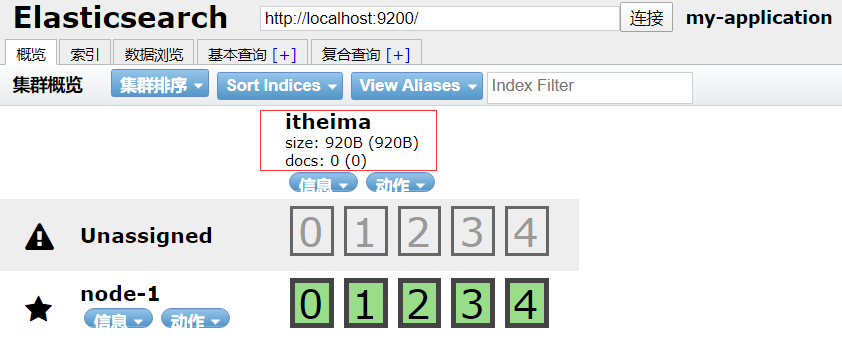 Elasticsearch http://localhost:9200/ 连接 my-application
概览 索引 数据浏览 基本查询 [+] 复合查询 [+]
集群概览 集群排序 Sort Indices View Aliases Index Filter
itheima
size: 920B (920B)
docs: 0 (0)
信息 动作
Unassigned 0 1 2 3 4
node-1 0 1 2 3 4
信息 动作